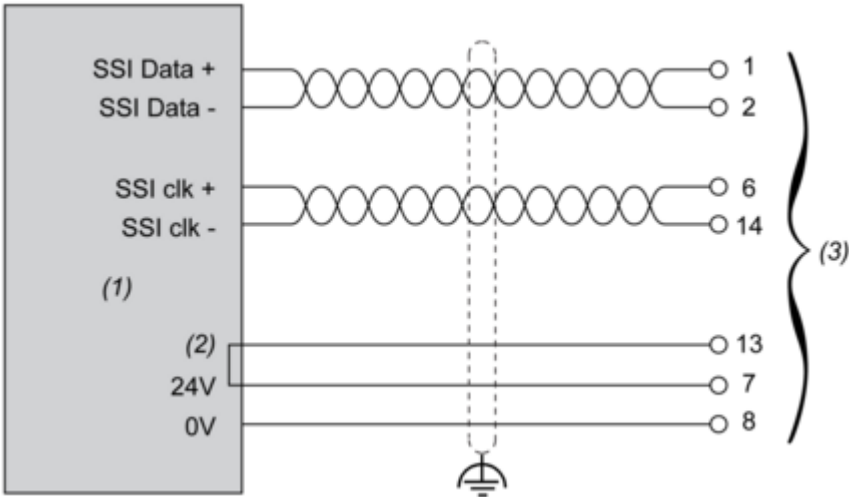 SSI Data + 1
SSI Data - 2
SSI clk + 6
SSI clk - 14
(1)
(3)
(2) 13
24V 7
0V 8